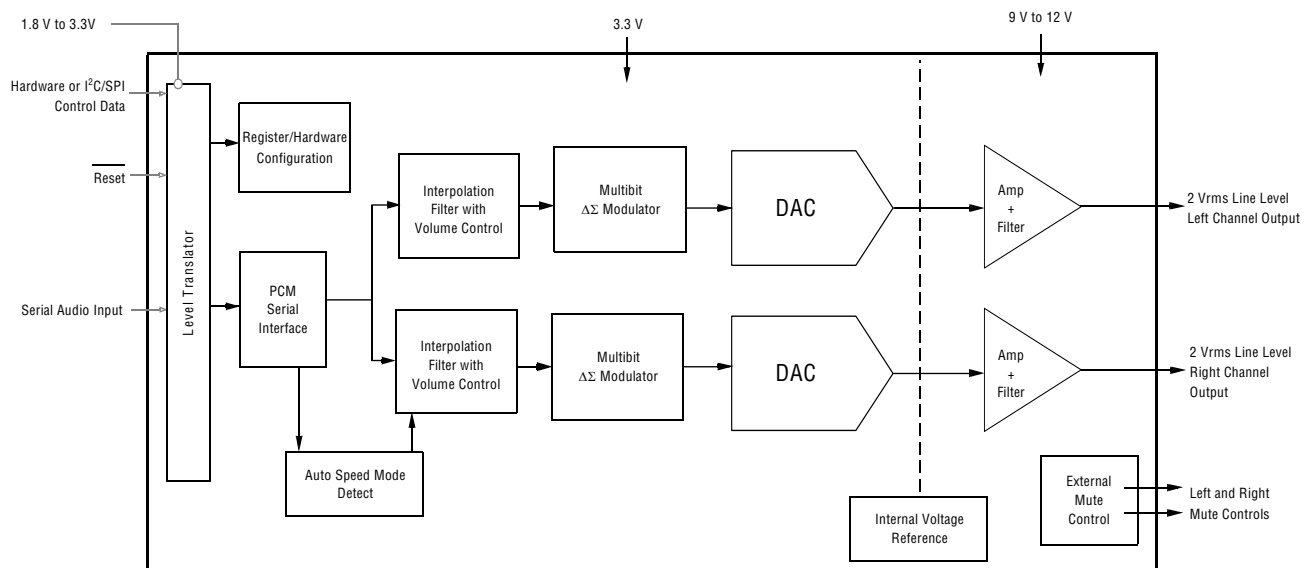 1.8 V to 3.3V
3.3 V
9 V to 12 V
Hardware or I²C/SPI
Control Data
Reset
Serial Audio Input
Level Translator
Register/Hardware
Configuration
PCM
Serial
Interface
Auto Speed Mode
Detect
Interpolation
Filter with
Volume Control
Multibit
ΔΣ Modulator
DAC
Amp
+
Filter
2 Vrms Line Level
Left Channel Output
Interpolation
Filter with
Volume Control
Multibit
ΔΣ Modulator
DAC
Amp
+
Filter
2 Vrms Line Level
Right Channel
Output
Internal Voltage
Reference
External
Mute
Control
Left and Right
Mute Controls